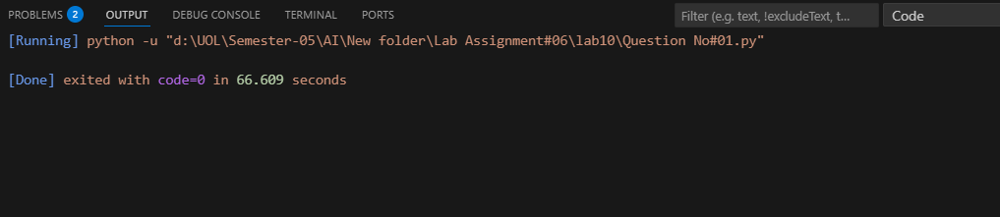 PROBLEMS 2 OUTPUT DEBUG CONSOLE TERMINAL PORTS Filter (e.g. text, !excludeText, t... Code
[Running] python -u "d:\UOL\Semester-05\AI\New folder\Lab Assignment#06\lab10\Question No#01.py"
[Done] exited with code=0 in 66.609 seconds